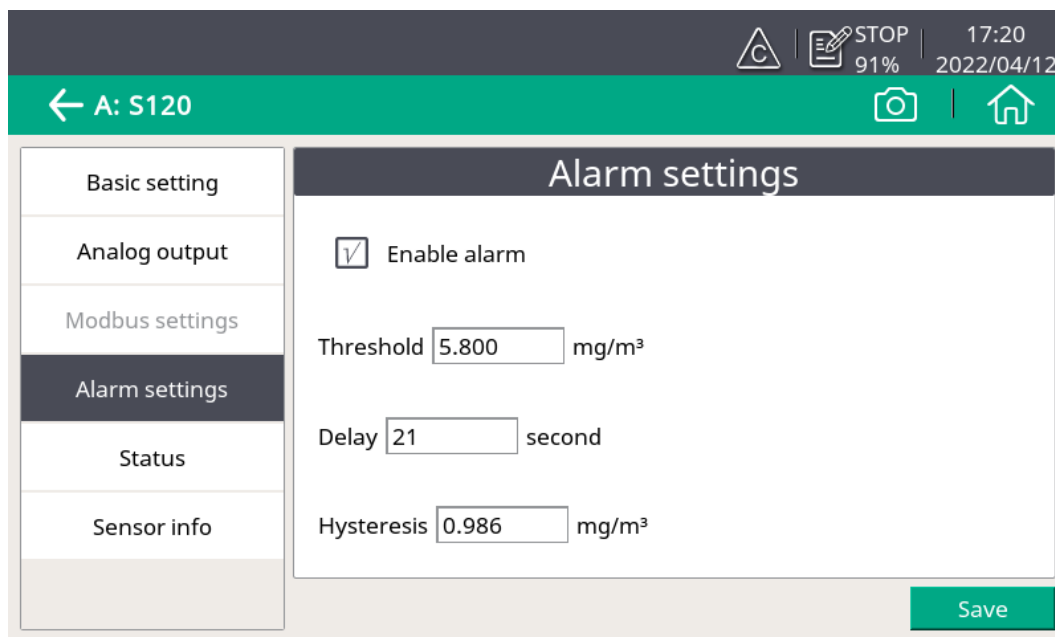 C
STOP 17:20
91% 2022/04/12
A: S120
Basic setting
Analog output
Modbus settings
Alarm settings
Status
Sensor info
Alarm settings
√ Enable alarm
Threshold 5.800 mg/m³
Delay 21 second
Hysteresis 0.986 mg/m³
Save